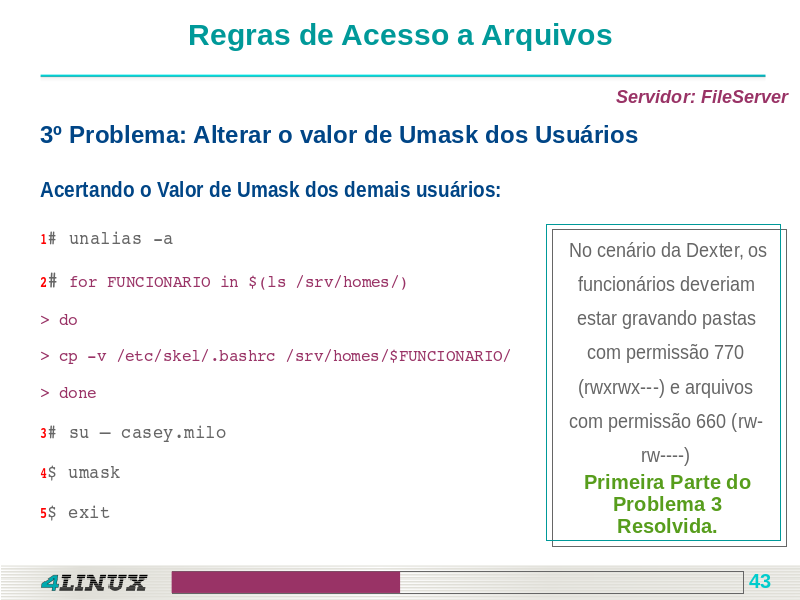 Regras de Acesso a Arquivos
Servidor: FileServer
3º Problema: Alterar o valor de Umask dos Usuários
Acertando o Valor de Umask dos demais usuários:
1# unalias –a
2# for FUNCIONARIO in $(ls /srv/homes/)
> do
> cp –v /etc/skel/.bashrc /srv/homes/$FUNCIONARIO/
> done
3# su – casey.milo
4$ umask
5$ exit
No cenário da Dexter, os
funcionários deveriam
estar gravando pastas
com permissão 770
(rwxrwx---) e arquivos
com permissão 660 (rw-
rw----)
Primeira Parte do
Problema 3
Resolvida.
4LINUX
43